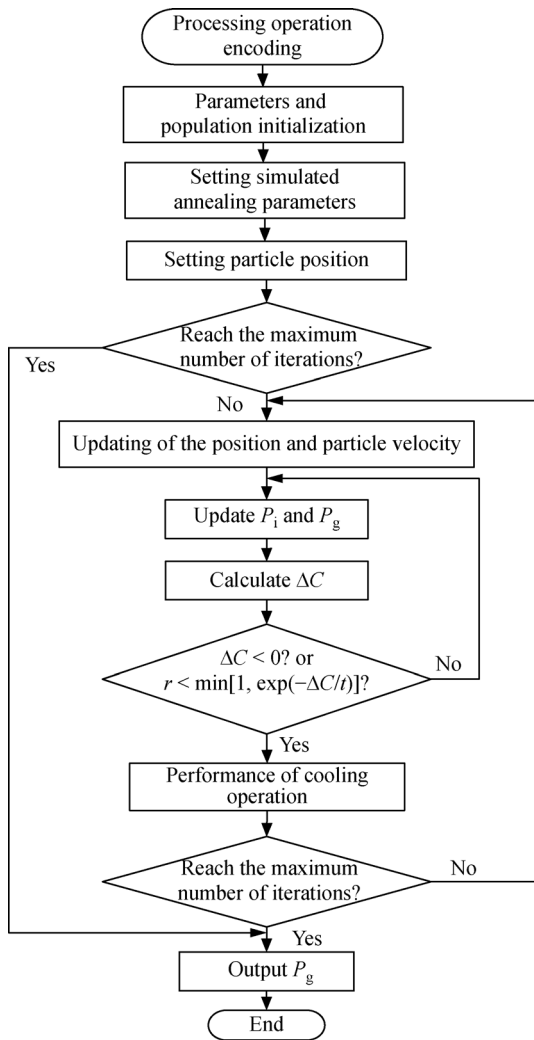 Processing operation
encoding
Parameters and
population initialization
Setting simulated
annealing parameters
Setting particle position
Reach the maximum
number of iterations?
Yes
No
Updating of the position and particle velocity
Update Pi and Pg
Calculate ΔC
ΔC < 0? or
r < min[1, exp(−ΔC/t)]?
No
Yes
Performance of cooling
operation
Reach the maximum
number of iterations?
No
Yes
Output Pg
End